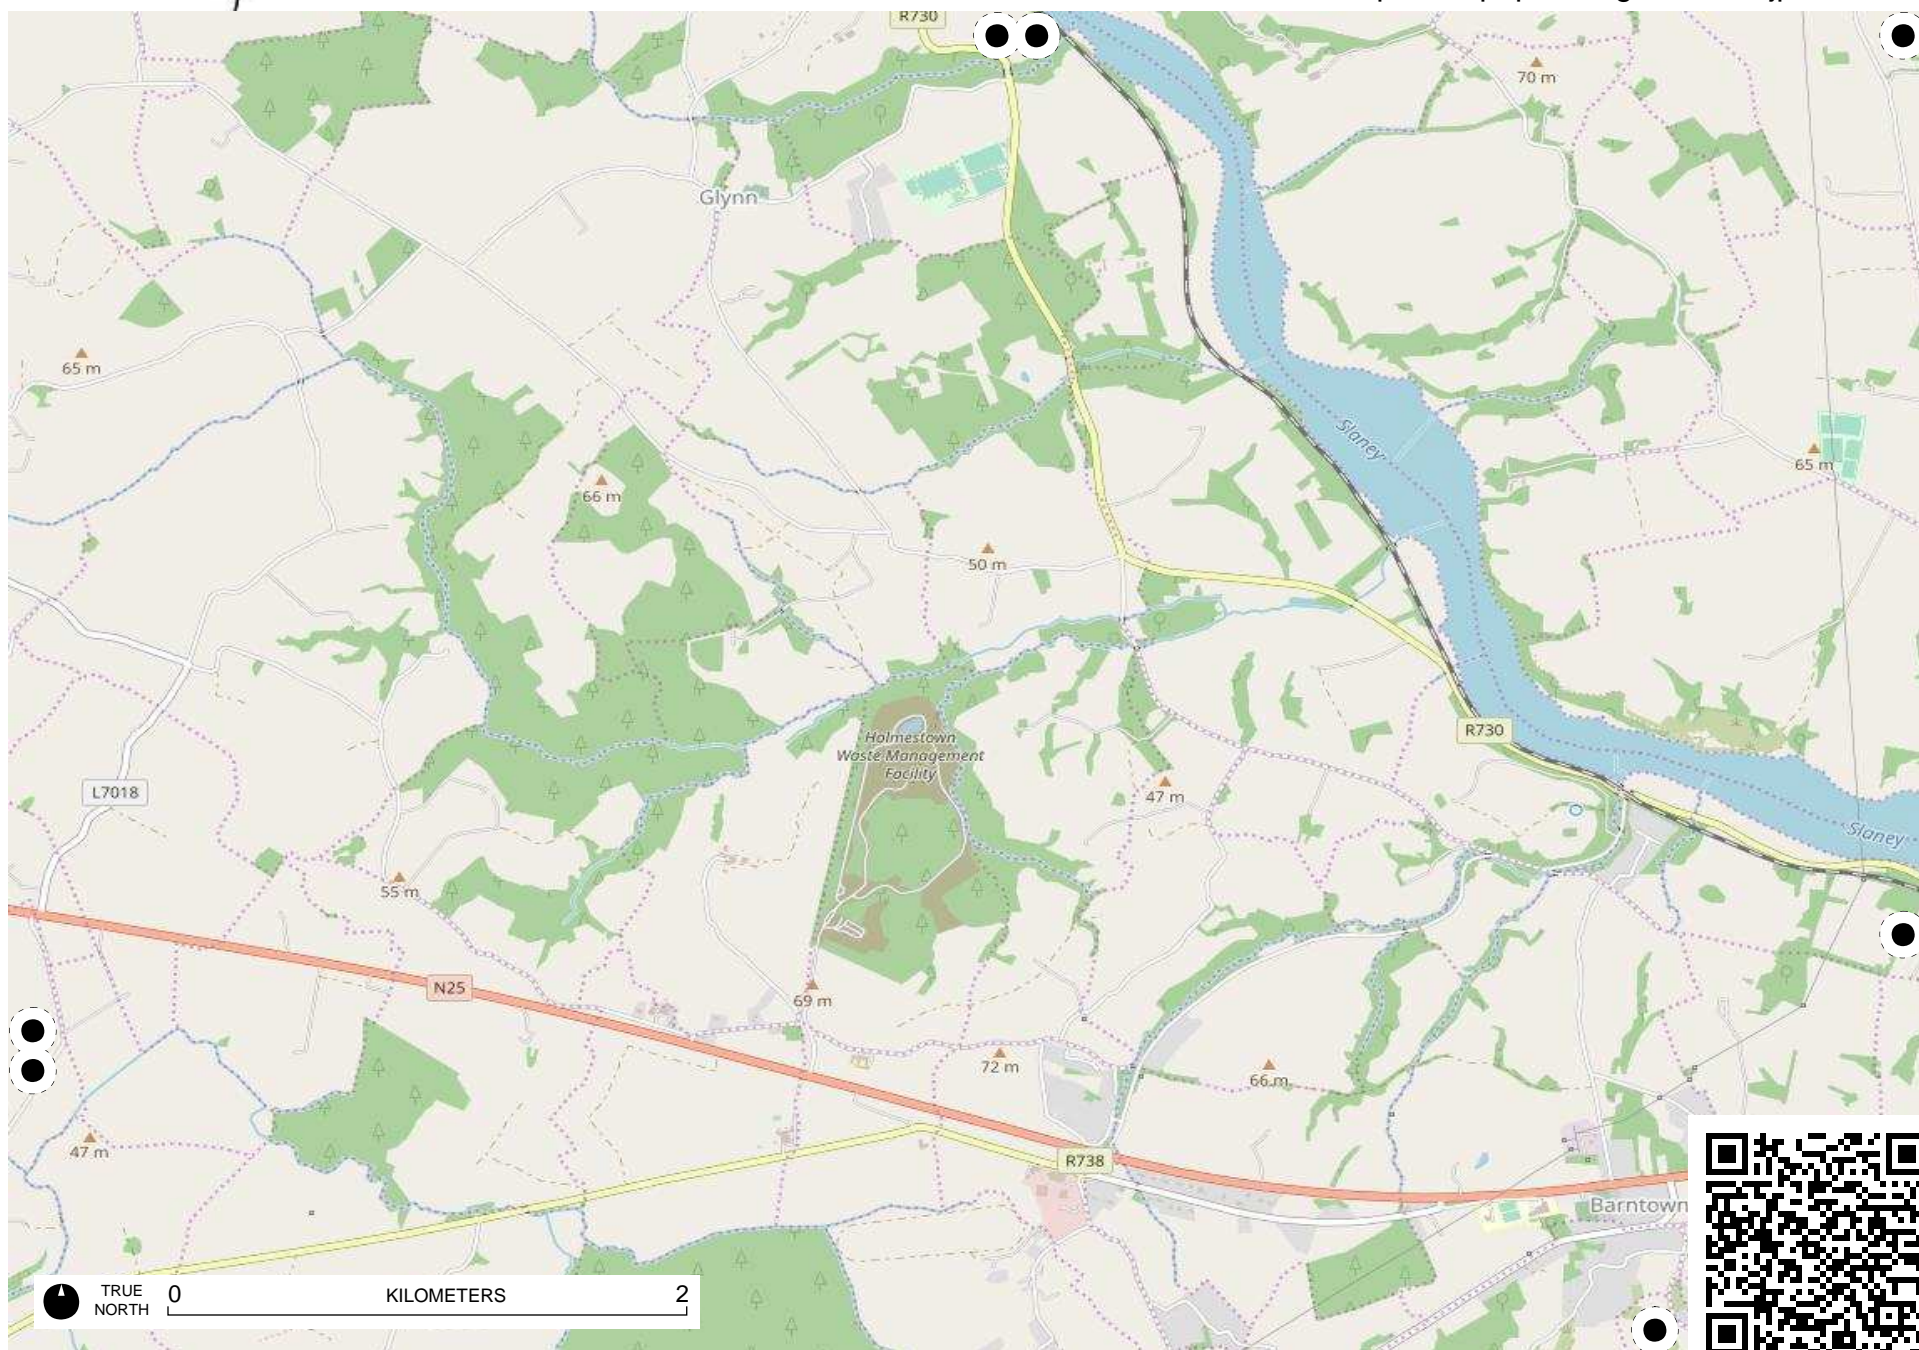 R730
70 m
Glynn
65 m
Slaney
65 m
66 m
50 m
R730
Holmestown
Waste Management
Facility
L7018
47 m
Slaney
55 m
N25
69 m
72 m
66 m
47 m
R738
Barntown
TRUE
NORTH
0 KILOMETERS 2